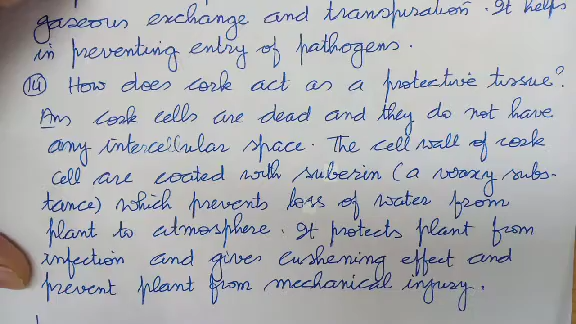 gaseous exchange and transpiration. It helps
in preventing entry of pathogens.
(14) How does cork act as a protective tissue?
Ans cork cells are dead and they do not have
any intercellular space. The cell wall of cork
cell are coated with suberin (a waxy subs-
tance) which prevents loss of water from
plant to atmosphere. It protects plant from
infection and gives cushening effect and
prevent plant from mechanical injury.